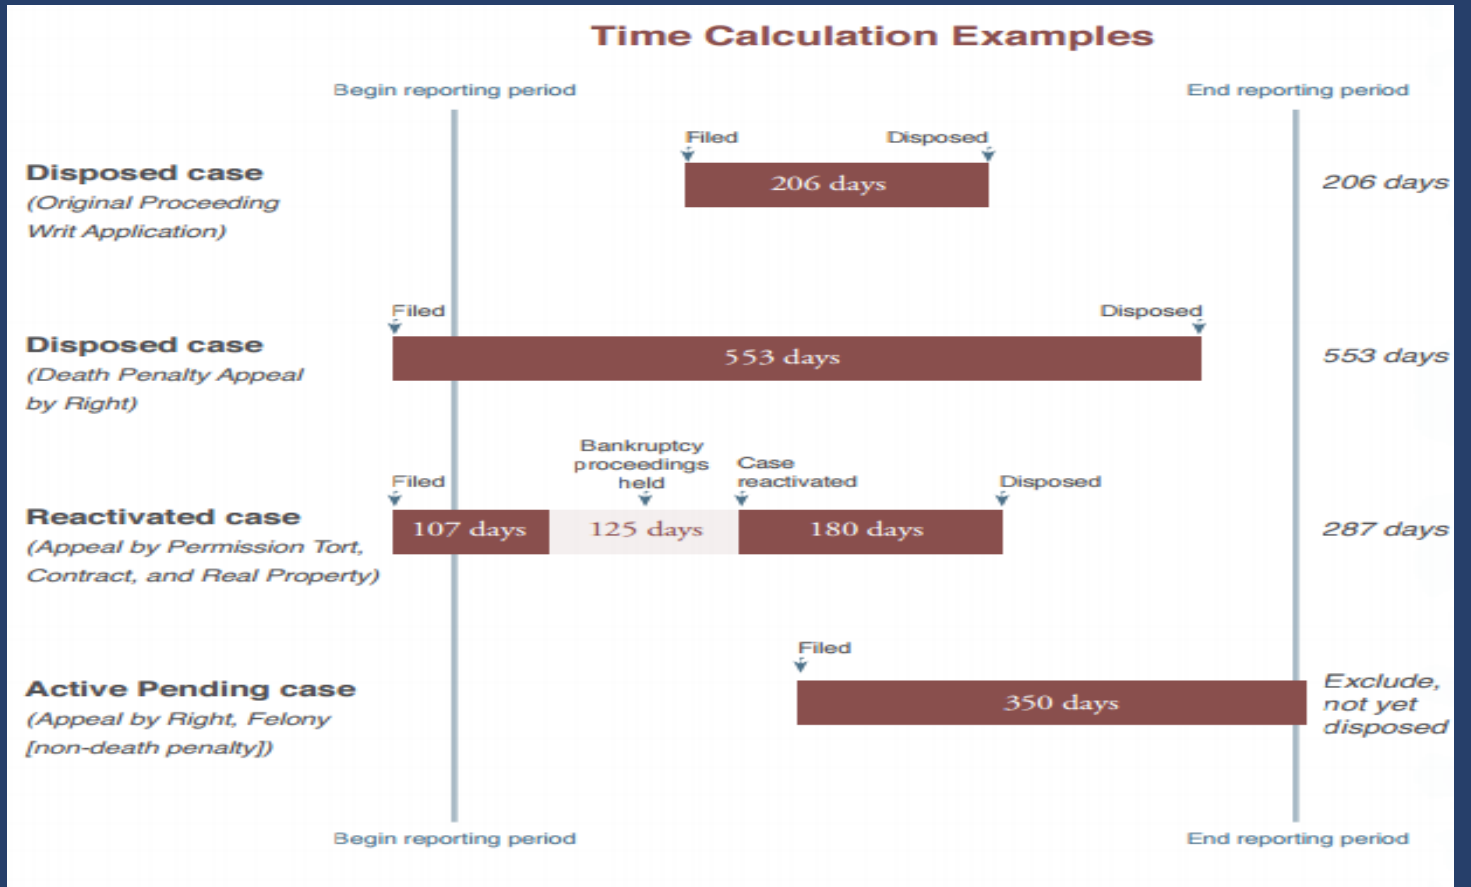 Time Calculation Examples
Begin reporting period
End reporting period
Filed
Disposed
Disposed case
(Original Proceeding
Writ Application)
206 days
206 days
Filed
Disposed
Disposed case
(Death Penalty Appeal
by Right)
553 days
553 days
Bankruptcy
proceedings
held
Case
reactivated
Filed
Disposed
Reactivated case
(Appeal by Permission Tort,
Contract, and Real Property)
107 days
125 days
180 days
287 days
Filed
Active Pending case
(Appeal by Right, Felony
[non-death penalty])
350 days
Exclude,
not yet
disposed
Begin reporting period
End reporting period